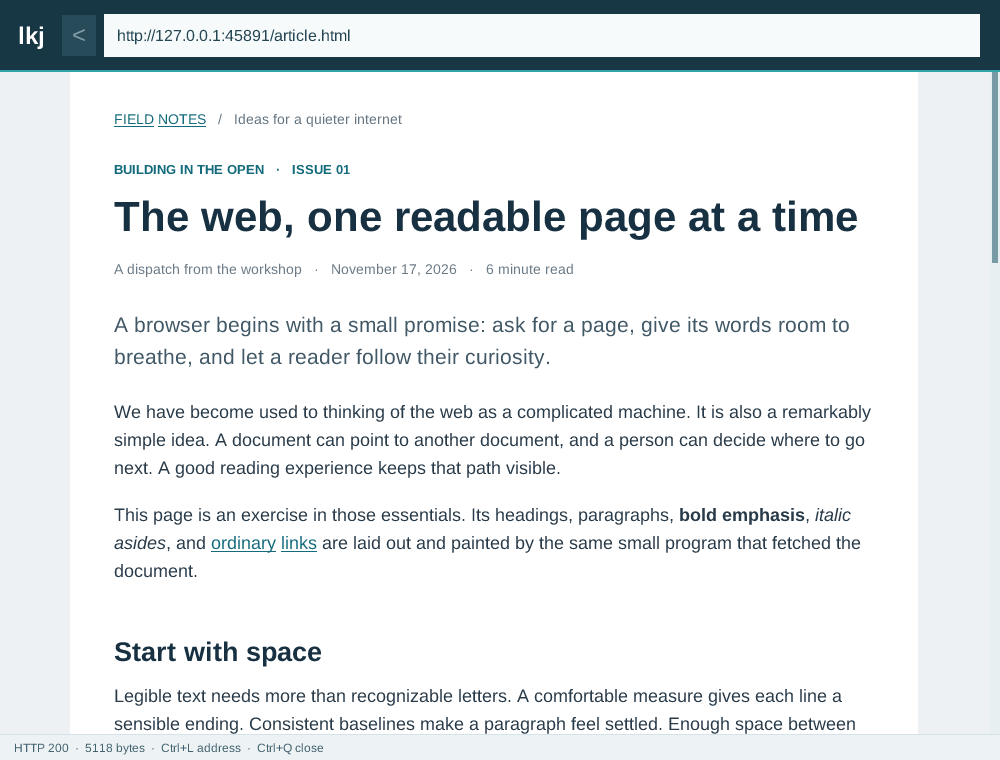 lkj < http://127.0.0.1:45891/article.html
FIELD NOTES / Ideas for a quieter internet
BUILDING IN THE OPEN · ISSUE 01
The web, one readable page at a time
A dispatch from the workshop · November 17, 2026 · 6 minute read
A browser begins with a small promise: ask for a page, give its words room to
breathe, and let a reader follow their curiosity.
We have become used to thinking of the web as a complicated machine. It is also a remarkably
simple idea. A document can point to another document, and a person can decide where to go
next. A good reading experience keeps that path visible.
This page is an exercise in those essentials. Its headings, paragraphs, bold emphasis, italic
asides, and ordinary links are laid out and painted by the same small program that fetched the
document.
Start with space
Legible text needs more than recognizable letters. A comfortable measure gives each line a
sensible ending. Consistent baselines make a paragraph feel settled. Enough space between
HTTP 200 · 5118 bytes · Ctrl+L address · Ctrl+Q close